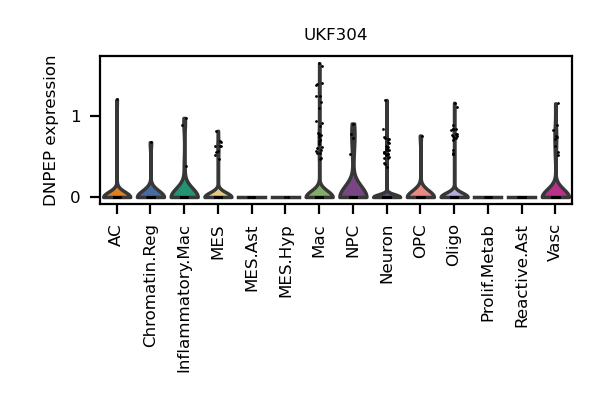 UKF304
DNPEP expression
1
0
AC
Chromatin.Reg
Inflammatory.Mac
MES
MES.Ast
MES.Hyp
Mac
NPC
Neuron
OPC
Oligo
Prolif.Metab
Reactive.Ast
Vasc